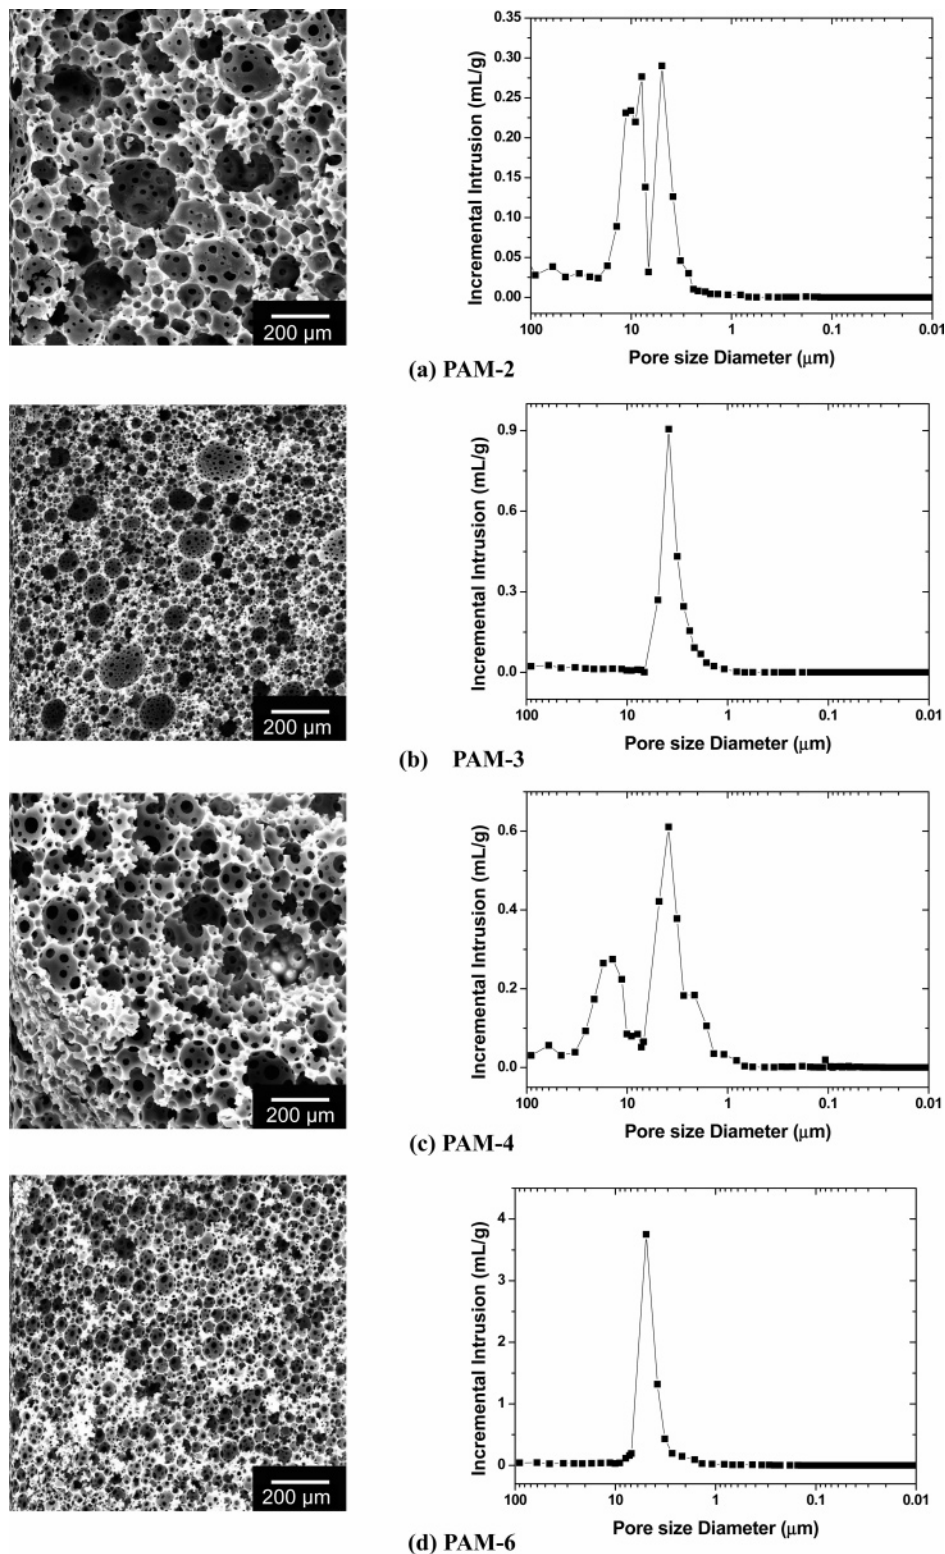 0.35
0.30
0.25
0.20
0.15
0.10
0.05
0.00
Incremental Intrusion (mL/g)
100 10 1 0.1 0.01
Pore size Diameter (μm)
200 μm
(a) PAM-2
0.9
0.6
0.3
0.0
Incremental Intrusion (mL/g)
100 10 1 0.1 0.01
Pore size Diameter (μm)
200 μm
(b) PAM-3
0.6
0.4
0.2
0.0
Incremental Intrusion (mL/g)
100 10 1 0.1 0.01
Pore size Diameter (μm)
200 μm
(c) PAM-4
4
3
2
1
0
Incremental Intrusion (mL/g)
100 10 1 0.1 0.01
Pore size Diameter (μm)
200 μm
(d) PAM-6